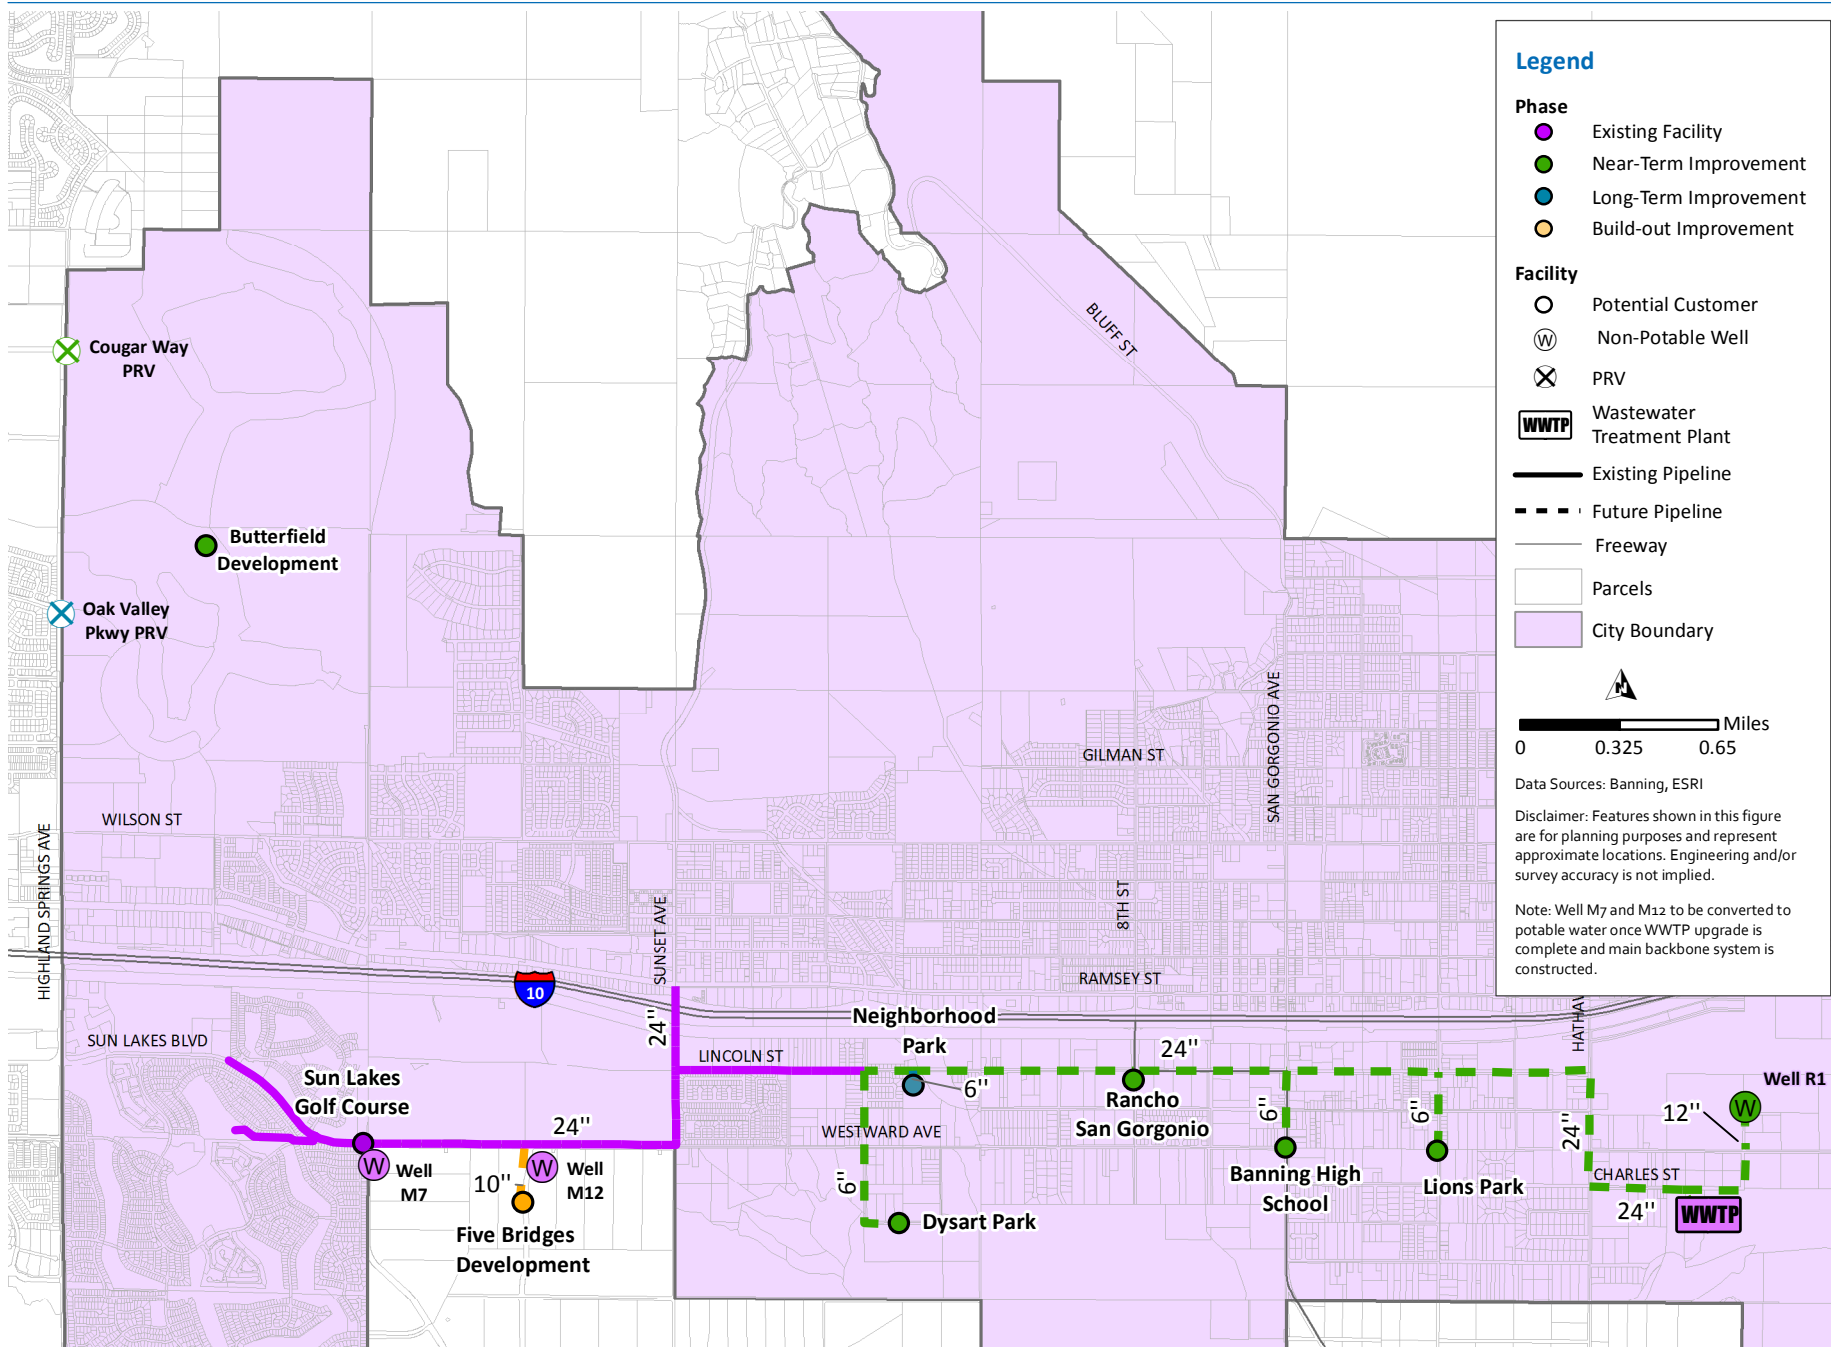 Legend
Phase
Existing Facility
Near-Term Improvement
Long-Term Improvement
Build-out Improvement
Facility
Potential Customer
W Non-Potable Well
PRV
WWTP
Wastewater
Treatment Plant
Existing Pipeline
Future Pipeline
Freeway
Parcels
City Boundary
N
Miles
0 0.325 0.65
Data Sources: Banning, ESRI
Disclaimer: Features shown in this figure
are for planning purposes and represent
approximate locations. Engineering and/or
survey accuracy is not implied.
Note: Well M7 and M12 to be converted to
potable water once WWTP upgrade is
complete and main backbone system is
constructed.
BLUFF ST
Cougar Way
PRV
Butterfield
Development
Oak Valley
Pkwy PRV
SAN GORGONIO AVE
GILMAN ST
WILSON ST
HIGHLAND SPRINGS AVE
SUNSET AVE
8TH ST
RAMSEY ST
10
24"
Neighborhood
Park
HATHAW
SUN LAKES BLVD
LINCOLN ST
24"
Sun Lakes
Golf Course
6"
Rancho
San Gorgonio
6"
6"
24"
12"
W
Well R1
24"
WESTWARD AVE
W
Well
M7
10"
W
Well
M12
6"
Banning High
School
Lions Park
CHARLES ST
24"
WWTP
Five Bridges
Development
Dysart Park